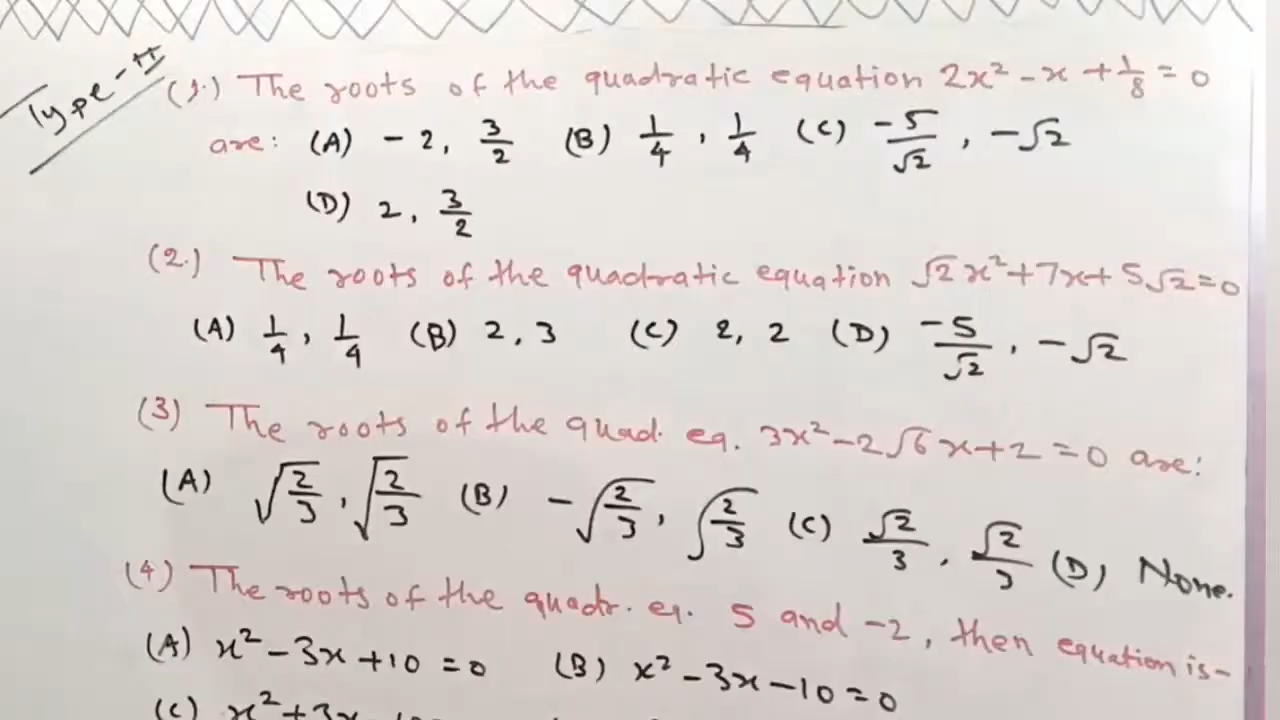 Type-II
(1.) The roots of the quadratic equation 2x² - x + 1/8 = 0
are: (A) -2, 3/2 (B) 1/4, 1/4 (C) -5/√2, -√2
(D) 2, 3/2
(2.) The roots of the quadratic equation √2x² + 7x + 5√2 = 0
(A) 1/4, 1/4 (B) 2, 3 (C) 2, 2 (D) -5/√2, -√2
(3) The roots of the quad. eq. 3x² - 2√6x + 2 = 0 are:
(A) √(2/3), √(2/3) (B) -√(2/3), √(2/3) (C) √2/3, √2/3 (D) None.
(4) The roots of the quadr. eq. 5 and -2, then equation is-
(A) x² - 3x + 10 = 0 (B) x² - 3x - 10 = 0
(C) x² + 3x